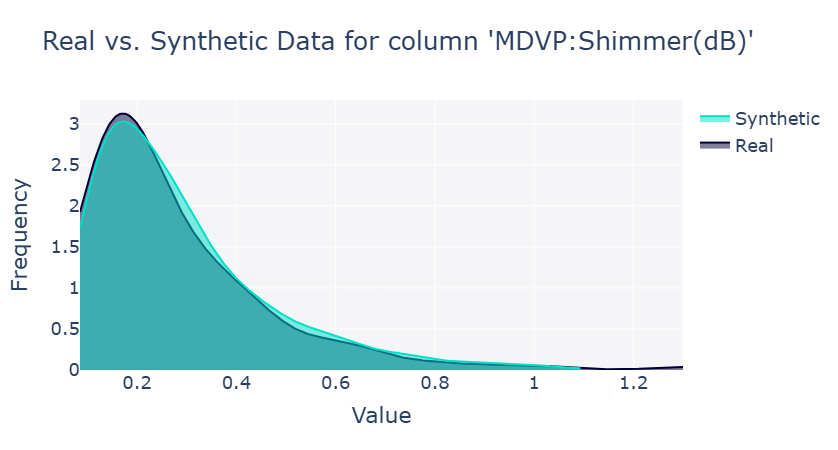 Real vs. Synthetic Data for column 'MDVP:Shimmer(dB)'
Synthetic
Real
Frequency
3
2.5
2
1.5
1
0.5
0
0.2
0.4
0.6
0.8
1
1.2
Value